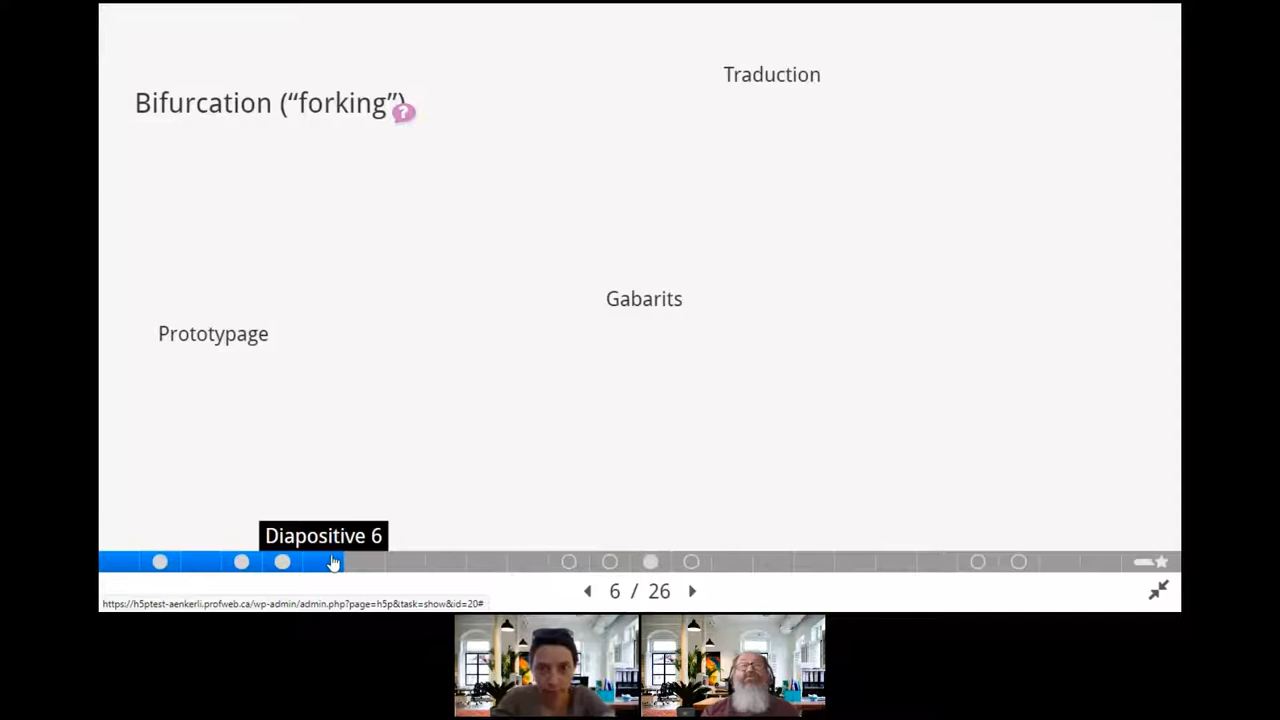 Traduction
Bifurcation (“forking”)
?
Gabarits
Prototypage
Diapositive 6
6 / 26
https://h5ptest-aenkerli.profweb.ca/wp-admin/admin.php?page=h5p&task=show&id=20#